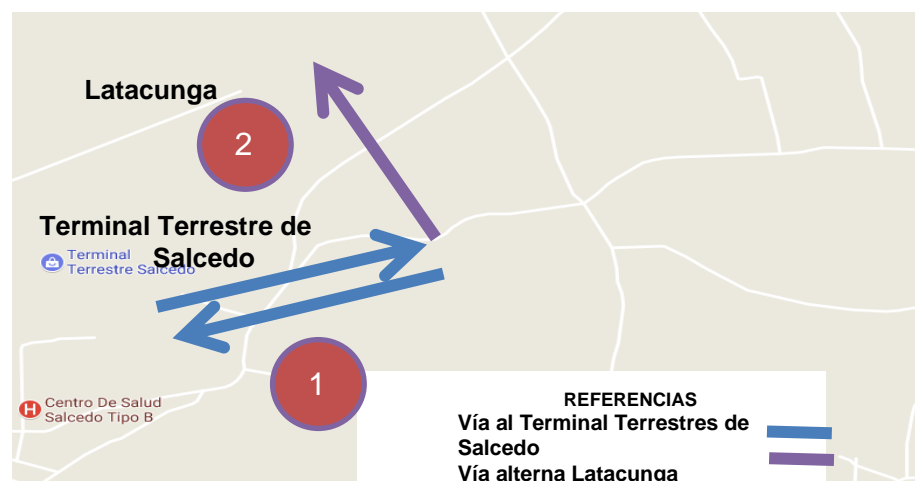 Latacunga
2
Terminal Terrestre de
Salcedo
Terminal
Terrestre Salcedo
1
Centro De Salud
Salcedo Tipo B
H
REFERENCIAS
Vía al Terminal Terrestres de
Salcedo
Vía alterna Latacunga